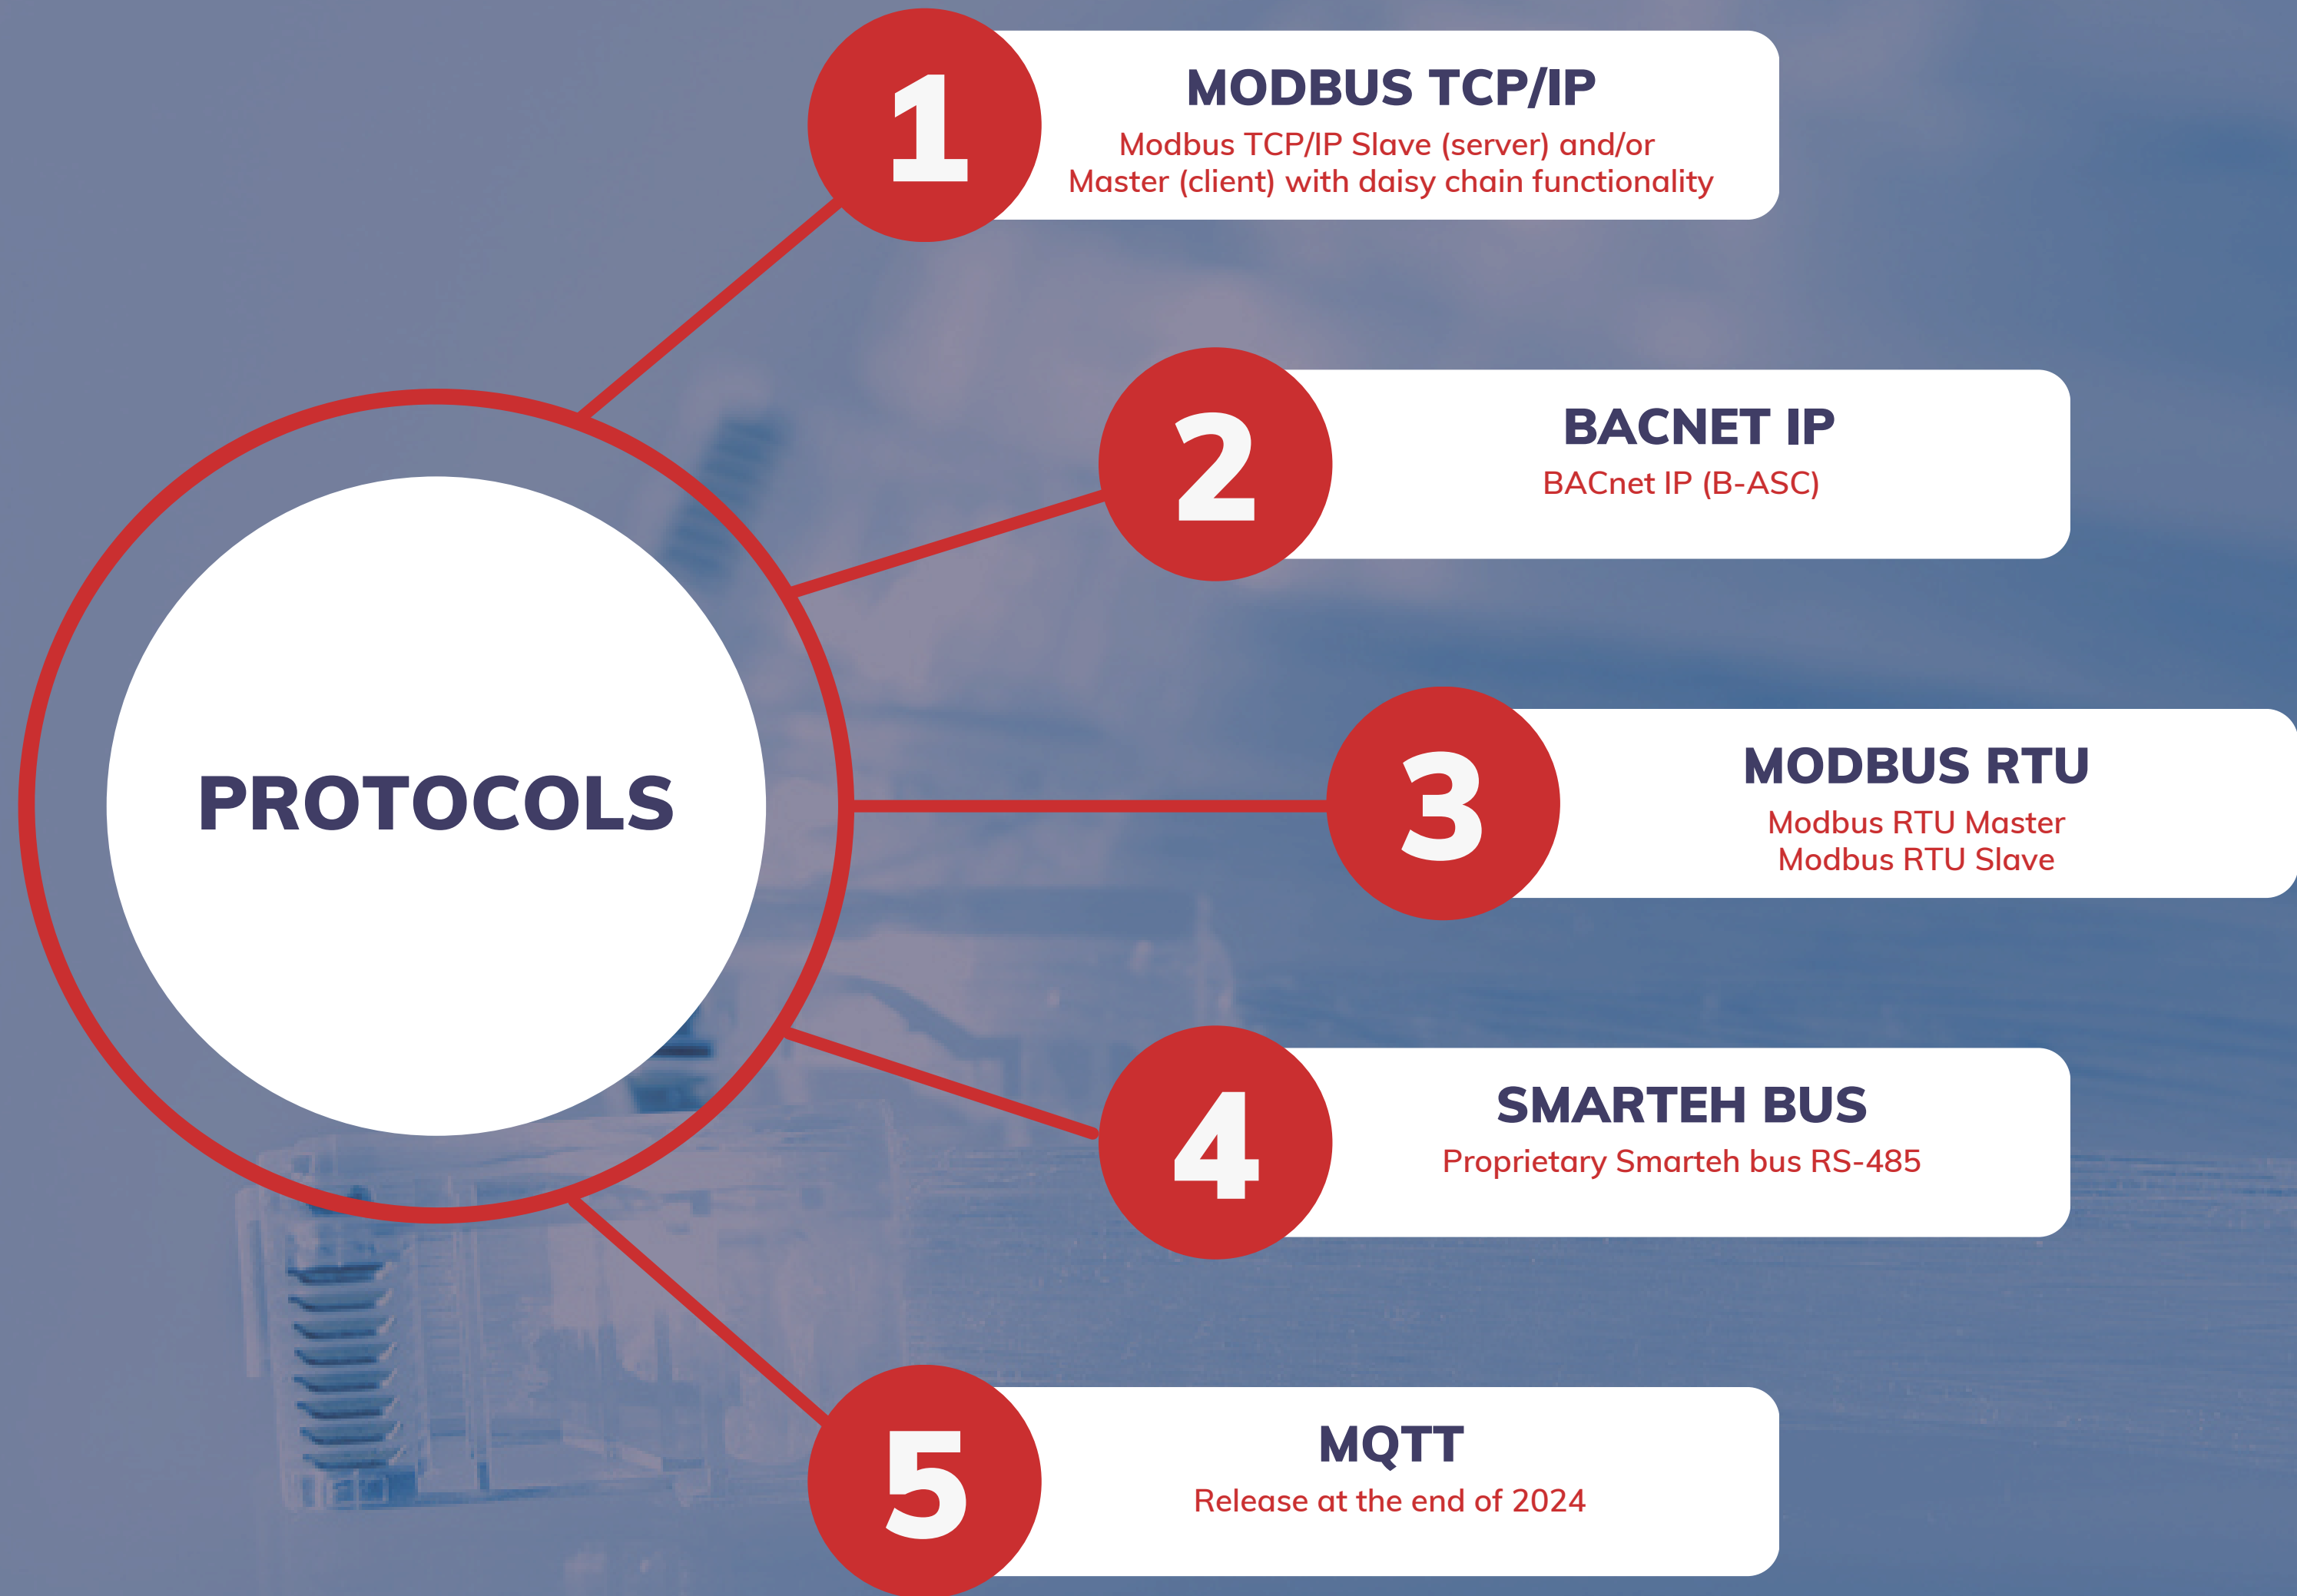 PROTOCOLS
1
MODBUS TCP/IP
Modbus TCP/IP Slave (server) and/or
Master (client) with daisy chain functionality
2
BACNET IP
BACnet IP (B-ASC)
3
MODBUS RTU
Modbus RTU Master
Modbus RTU Slave
4
SMARTEH BUS
Proprietary Smarteh bus RS-485
5
MQTT
Release at the end of 2024